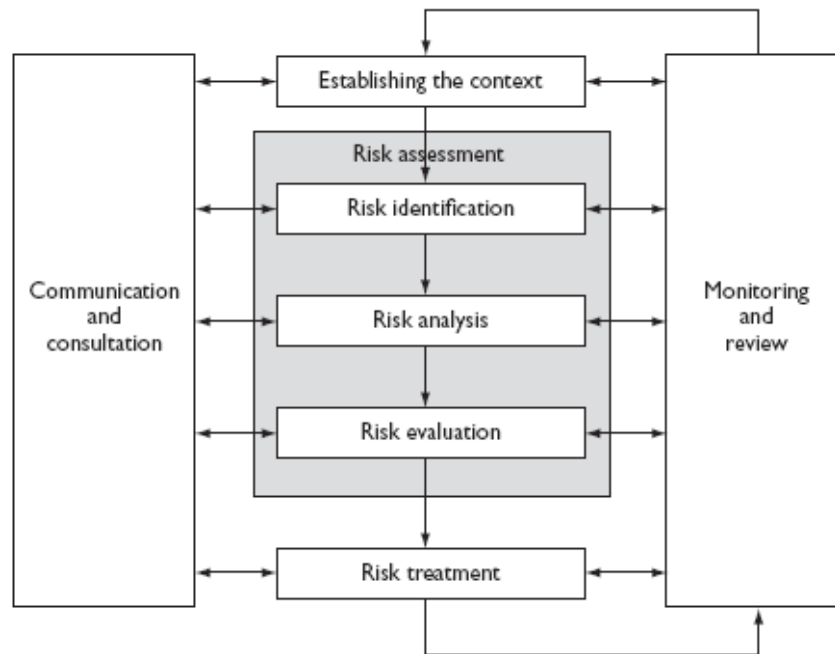 Establishing the context
Risk assessment
Risk identification
Communication
and
consultation
Risk analysis
Monitoring
and
review
Risk evaluation
Risk treatment